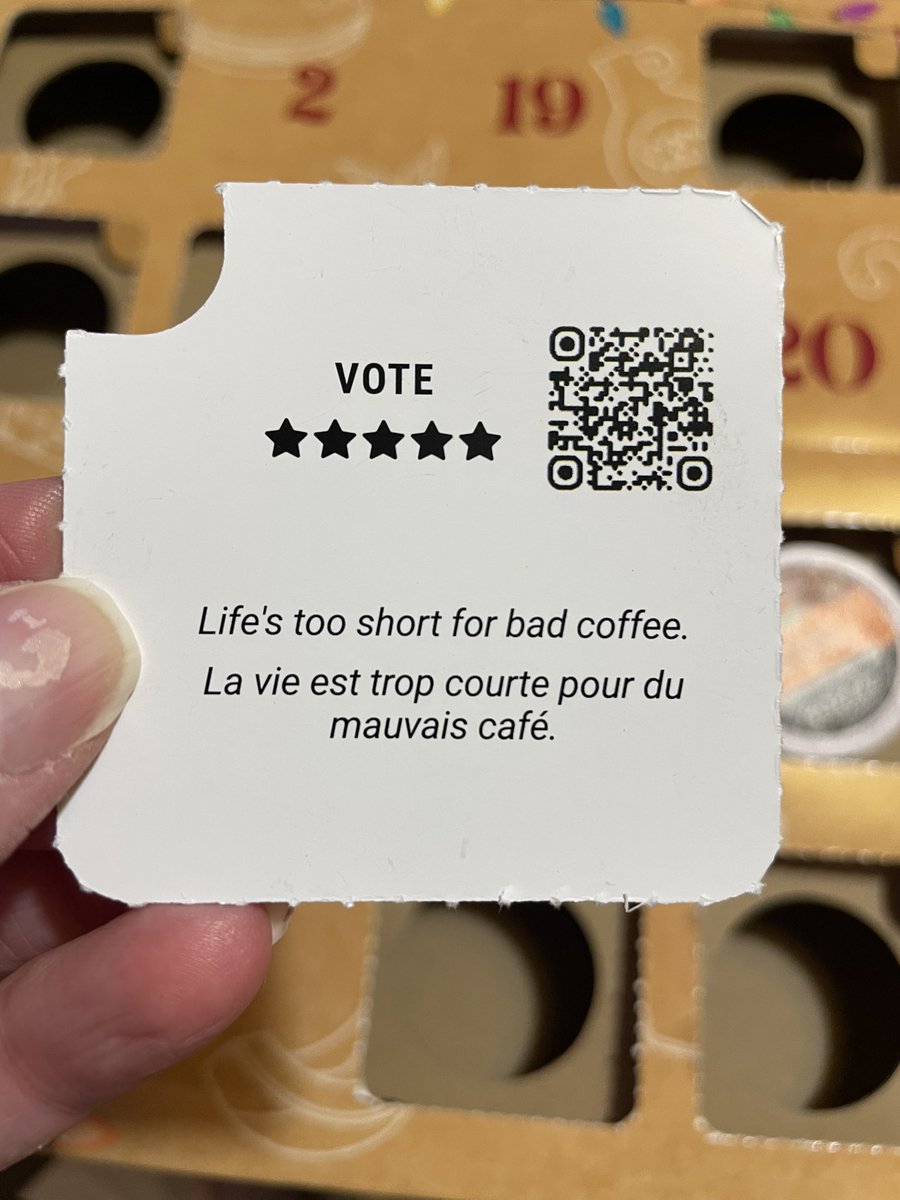 2
19
20
VOTE
Life's too short for bad coffee.
La vie est trop courte pour du
mauvais café.